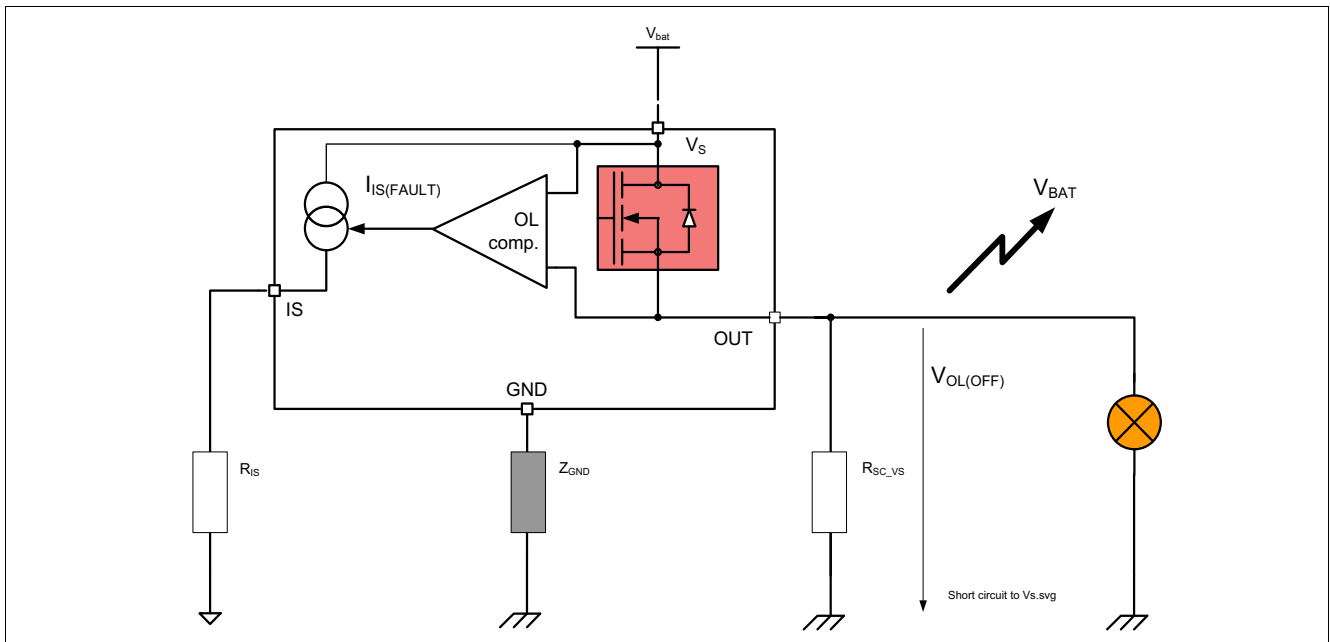 Vbat
VS
IIS(FAULT)
OL
comp.
VBAT
IS
OUT
VOL(OFF)
GND
RIS
ZGND
RSC_VS
Short circuit to Vs.svg